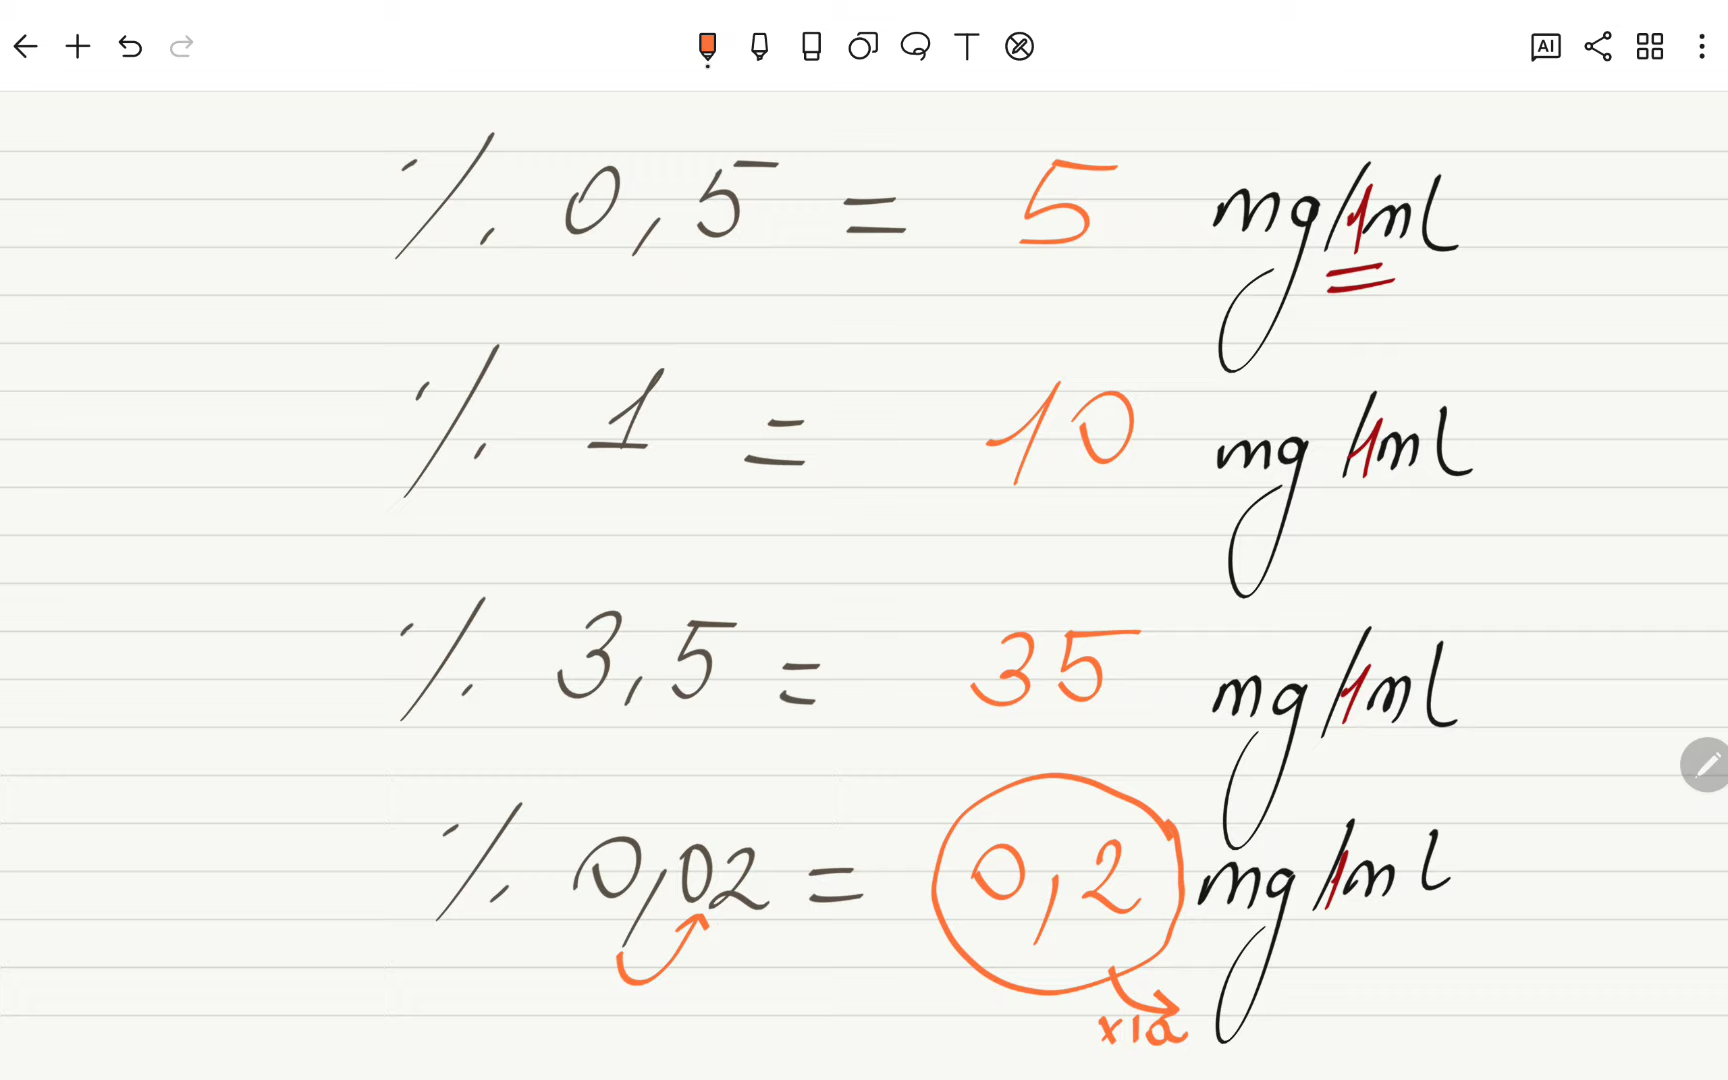 AI
% 0,5 = 5 mg/1ml
% 1 = 10 mg/1ml
% 3,5 = 35 mg/1ml
% 0,02 = 0,2 mg/1ml
x10